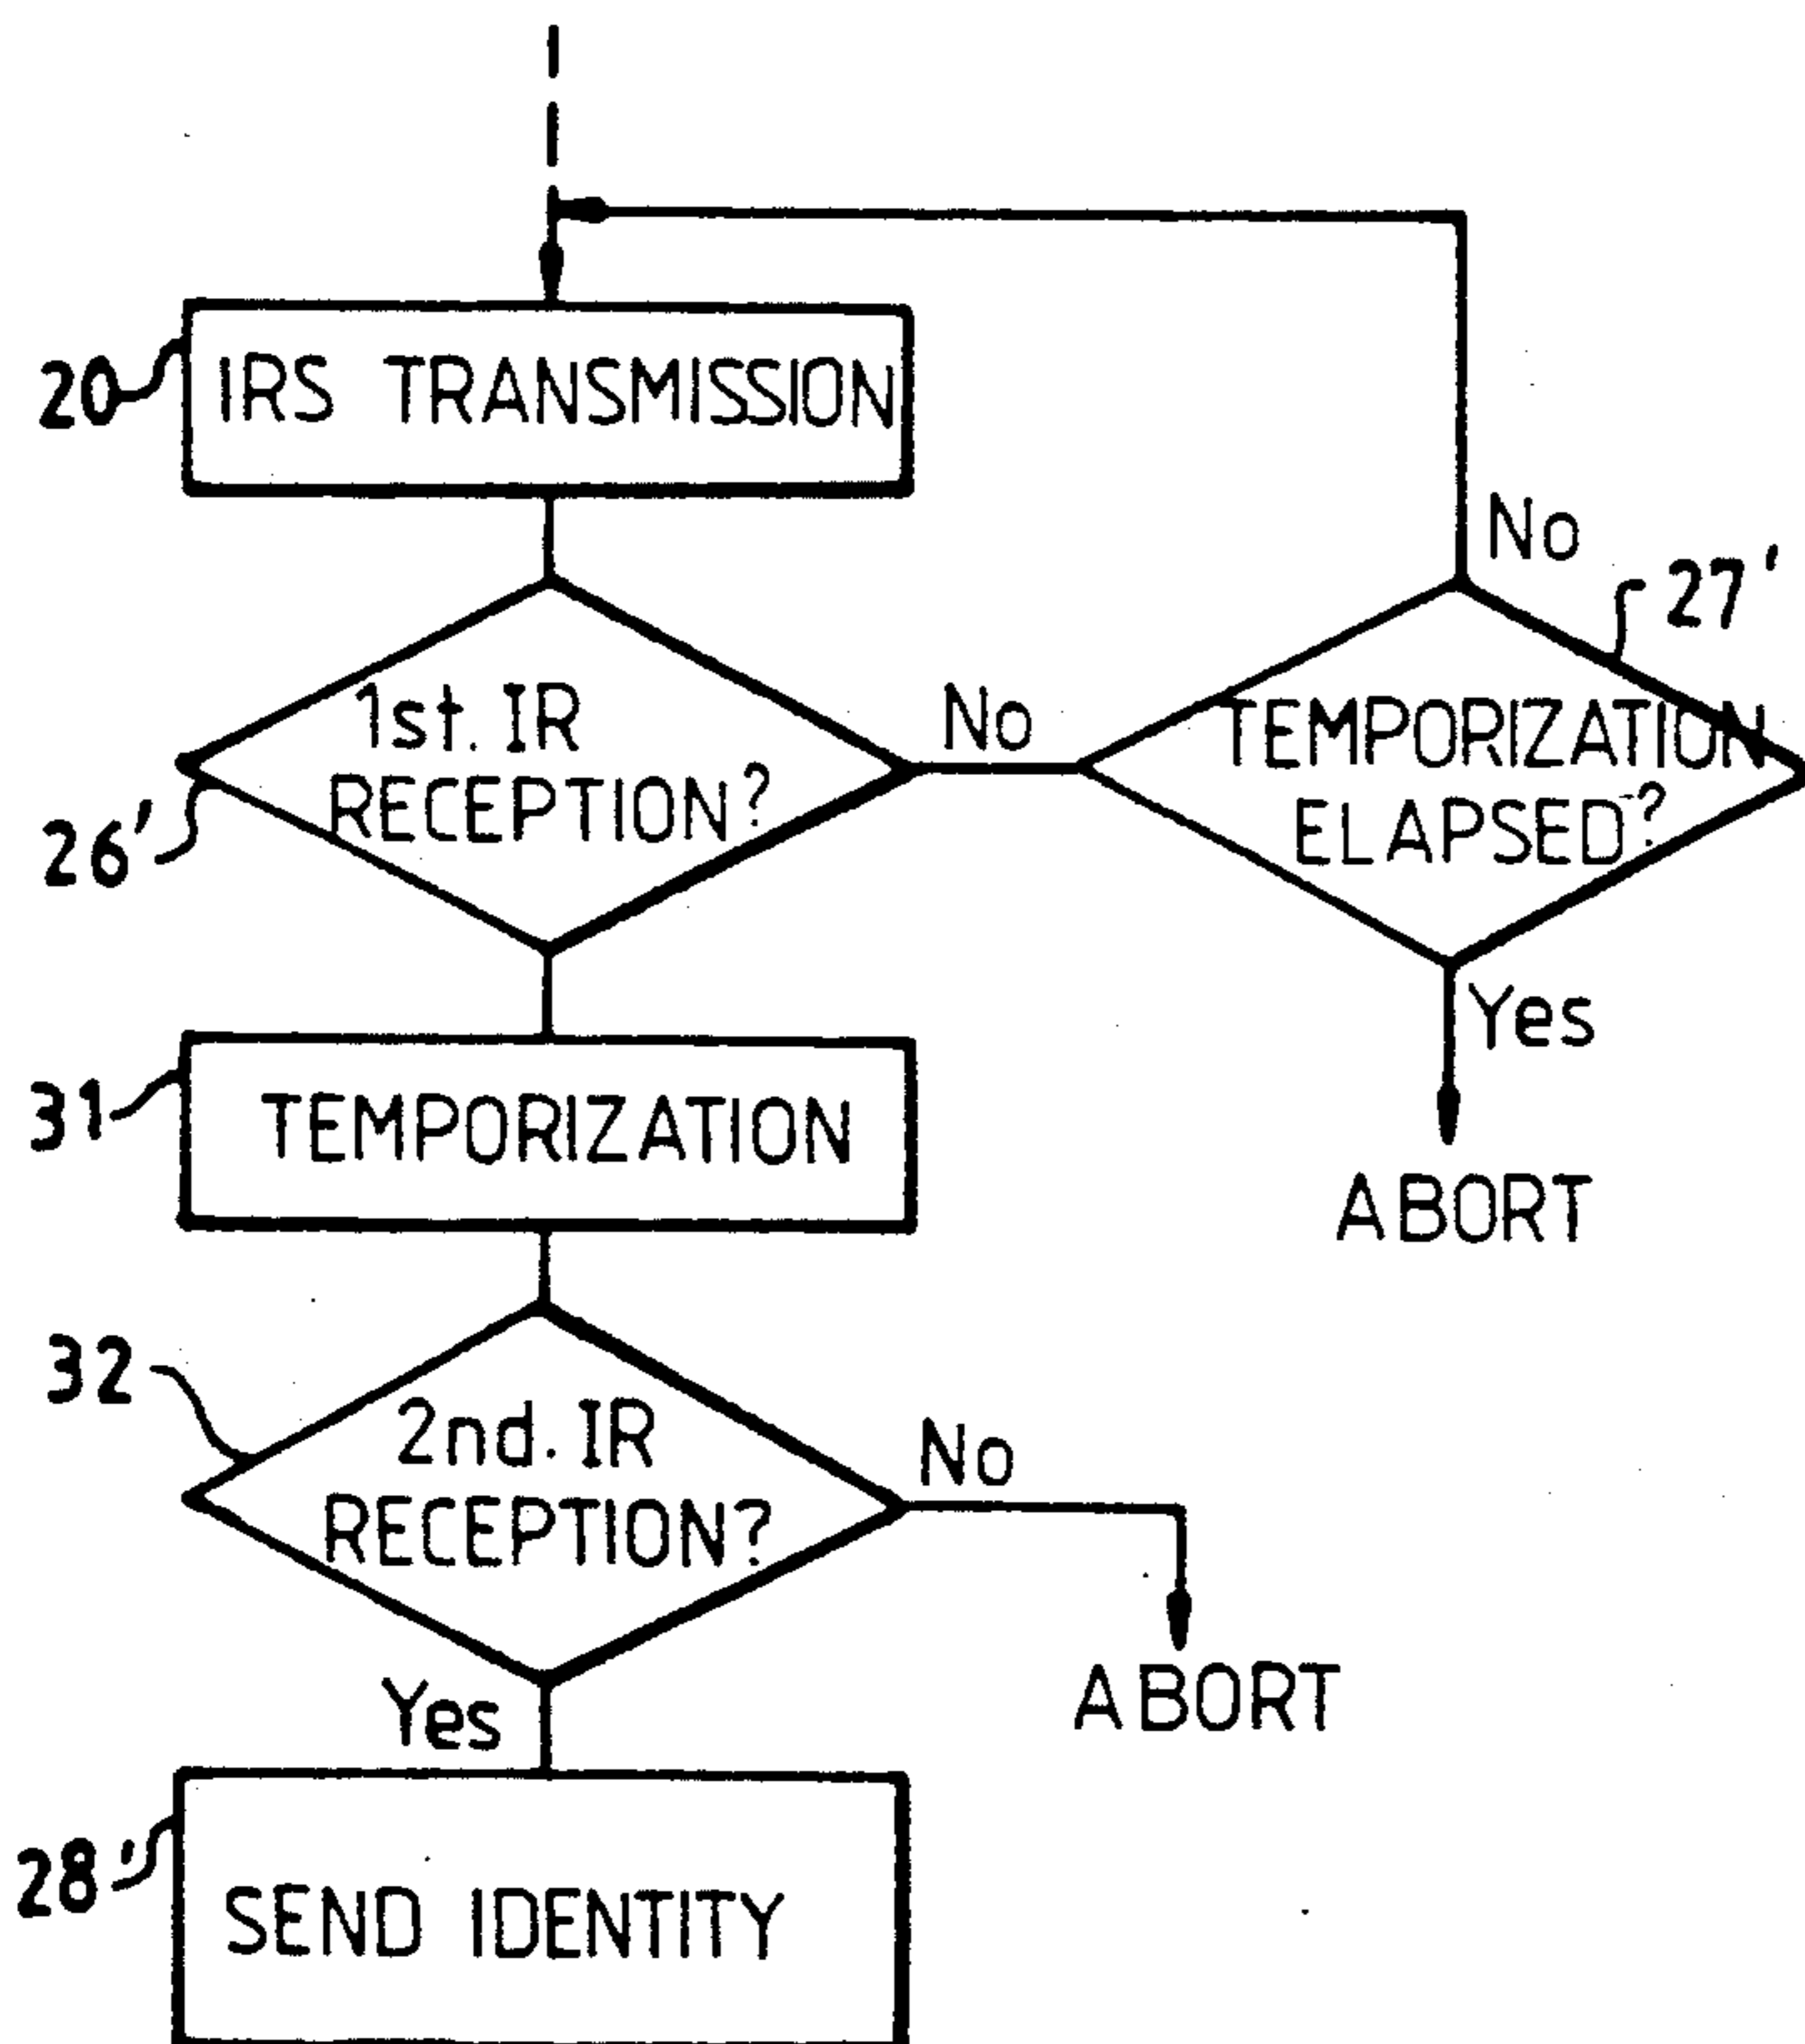 20
IRS TRANSMISSION
No
27'
1st. IR
RECEPTION?
No
TEMPORIZATION
ELAPSED?
26'
Yes
31
TEMPORIZATION
ABORT
32
2nd. IR
RECEPTION?
No
ABORT
Yes
28'
SEND IDENTITY